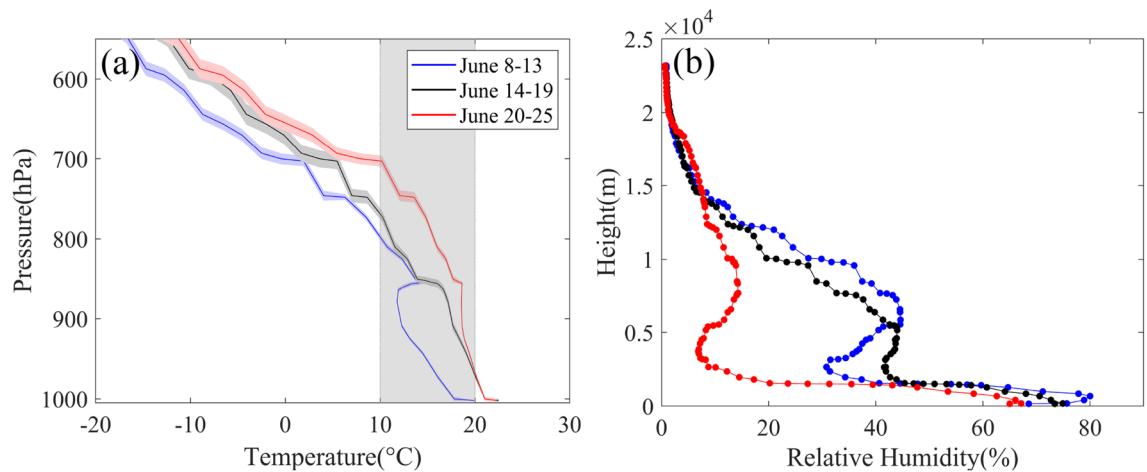 (a)
June 8-13
June 14-19
June 20-25
600
700
800
900
1000
Pressure(hPa)
-20
-10
0
10
20
30
Temperature(°C)
×10⁴
(b)
2.5
2
1.5
1
0.5
0
Height(m)
0
20
40
60
80
Relative Humidity(%)